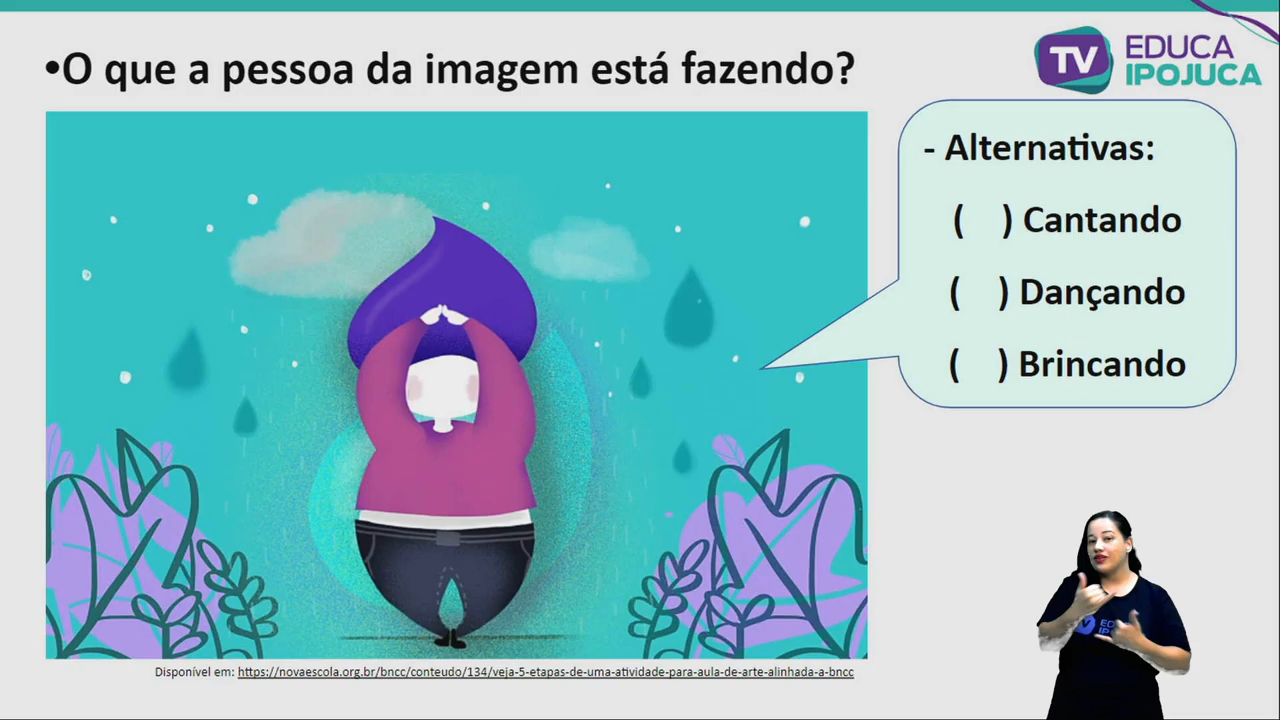 •O que a pessoa da imagem está fazendo?
TV EDUCA
IPOJUCA
- Alternativas:
(    ) Cantando
(    ) Dançando
(    ) Brincando
Disponível em: https://novaescola.org.br/bncc/conteudo/134/veja-5-etapas-de-uma-atividade-para-aula-de-arte-alinhada-a-bncc